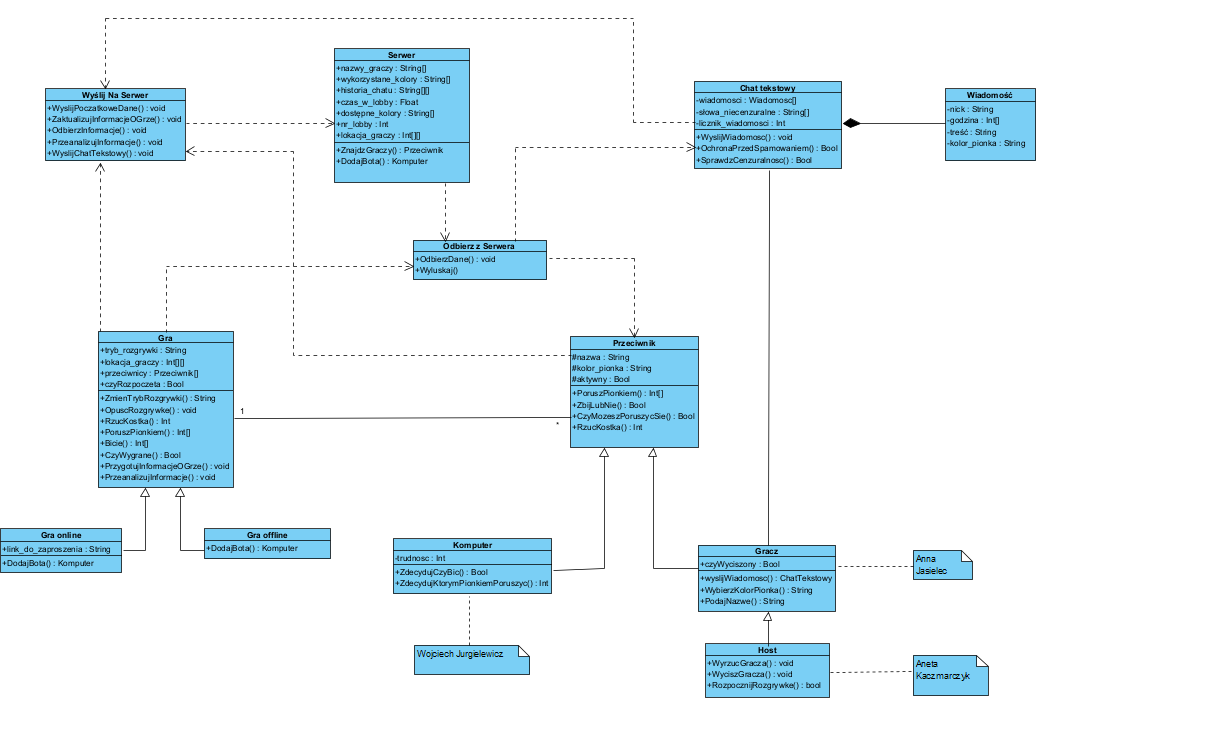 Serwer
+nazwy_graczy : String[]
+wykorzystane_kolory : String[]
+historia_chatu : String[][]
+czas_w_lobby : Float
+dostępne_kolory : String[]
+nr_lobby : Int
+lokacja_graczy : Int[][]
+ZnajdzGraczy() : Przeciwnik
+DodajBota() : Komputer
Wyślij Na Serwer
+WyslijPoczatkoweDane() : void
+ZaktualizujInformacjeOGrze() : void
+OdbierzInformacje() : void
+PrzeanalizujInformacje() : void
+WyslijChatTekstowy() : void
Chat tekstowy
-wiadomosci : Wiadomosc[]
-słowa_niecenzuralne : String[]
-licznik_wiadomosci : Int
+WyslijWiadomosc() : void
+OchronaPrzedSpamowaniem() : Bool
+SprawdzCenzuralnosc() : Bool
Wiadomość
-nick : String
-godzina : Int[]
-treść : String
-kolor_pionka : String
Odbierz z Serwera
+OdbierzDane() : void
+Wyluskaj()
Gra
+tryb_rozgrywki : String
+lokacja_graczy : Int[][]
+przeciwnicy : Przeciwnik[]
+czyRozpoczeta : Bool
+ZmienTrybRozgrywki() : String
+OpuscRozgrywke() : void
+RzucKostka() : Int
+PoruszPionkiem() : Int[]
+Bicie() : Int[]
+CzyWygrane() : Bool
+PrzygotujInformacjeOGrze() : void
+PrzeanalizujInformacje() : void
1
*
Przeciwnik
#nazwa : String
#kolor_pionka : String
#aktywny : Bool
+PoruszPionkiem() : Int[]
+ZbijLubNie() : Bool
+CzyMozeszPoruszycSie() : Bool
+RzucKostka() : Int
Gra online
+link_do_zaproszenia : String
+DodajBota() : Komputer
Gra offline
+DodajBota() : Komputer
Komputer
-trudnosc : Int
+ZdecydujCzyBic() : Bool
+ZdecydujKtorymPionkiemPoruszyc() : Int
Gracz
+czyWyciszony : Bool
+wyslijWiadomosc() : ChatTekstowy
+WybierzKolorPionka() : String
+PodajNazwe() : String
Anna
Jasielec
Wojciech Jurgielewicz
Host
+WyrzucGracza() : void
+WyciszGracza() : void
+RozpocznijRozgrywke() : bool
Aneta
Kaczmarczyk